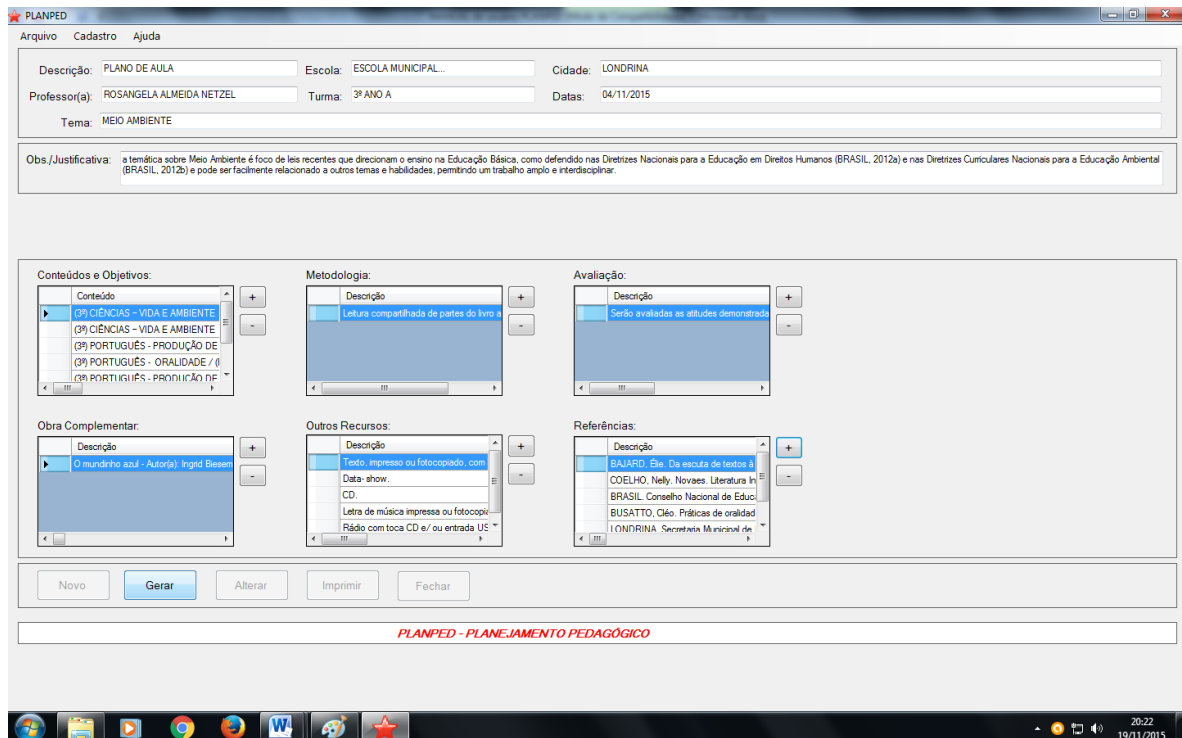 PLANPED
Arquivo Cadastro Ajuda
Descrição: PLANO DE AULA Escola: ESCOLA MUNICIPAL... Cidade: LONDRINA
Professor(a): ROSANGELA ALMEIDA NETZEL Turma: 3º ANO A Datas: 04/11/2015
Tema: MEIO AMBIENTE
Obs./Justificativa: a temática sobre Meio Ambiente é foco de leis recentes que direcionam o ensino na Educação Básica, como defendido nas Diretrizes Nacionais para a Educação em Direitos Humanos (BRASIL, 2012a) e nas Diretrizes Curriculares Nacionais para a Educação Ambiental
(BRASIL, 2012b) e pode ser facilmente relacionado a outros temas e habilidades, permitindo um trabalho amplo e interdisciplinar.
Conteúdos e Objetivos:
Conteúdo
(3º) CIÊNCIAS – VIDA E AMBIENTE
(3º) CIÊNCIAS – VIDA E AMBIENTE
(3º) PORTUGUÊS - PRODUÇÃO DE
(3º) PORTUGUÊS - ORALIDADE / (
(3º) PORTUGUÊS - PRODUÇÃO DE
+
-
Metodologia:
Descrição
Leitura compartilhada de partes do livro a
+
-
Avaliação:
Descrição
Serão avaliadas as atitudes demonstrada
+
-
Obra Complementar:
Descrição
O mundinho azul - Autor(a): Ingrid Biesem
+
-
Outros Recursos:
Descrição
Texto, impresso ou fotocopiado, com
Data- show.
CD.
Letra de música impressa ou fotocopia
Rádio com toca CD e/ ou entrada US
+
-
Referências:
Descrição
BAJARD, Élie. Da escuta de textos à
COELHO, Nelly. Novaes. Literatura In
BRASIL. Conselho Nacional de Educa
BUSATTO, Cléo. Práticas de oralidad
LONDRINA. Secretaria Municipal de
+
-
Novo Gerar Alterar Imprimir Fechar
PLANPED - PLANEJAMENTO PEDAGÓGICO
20:22
19/11/2015